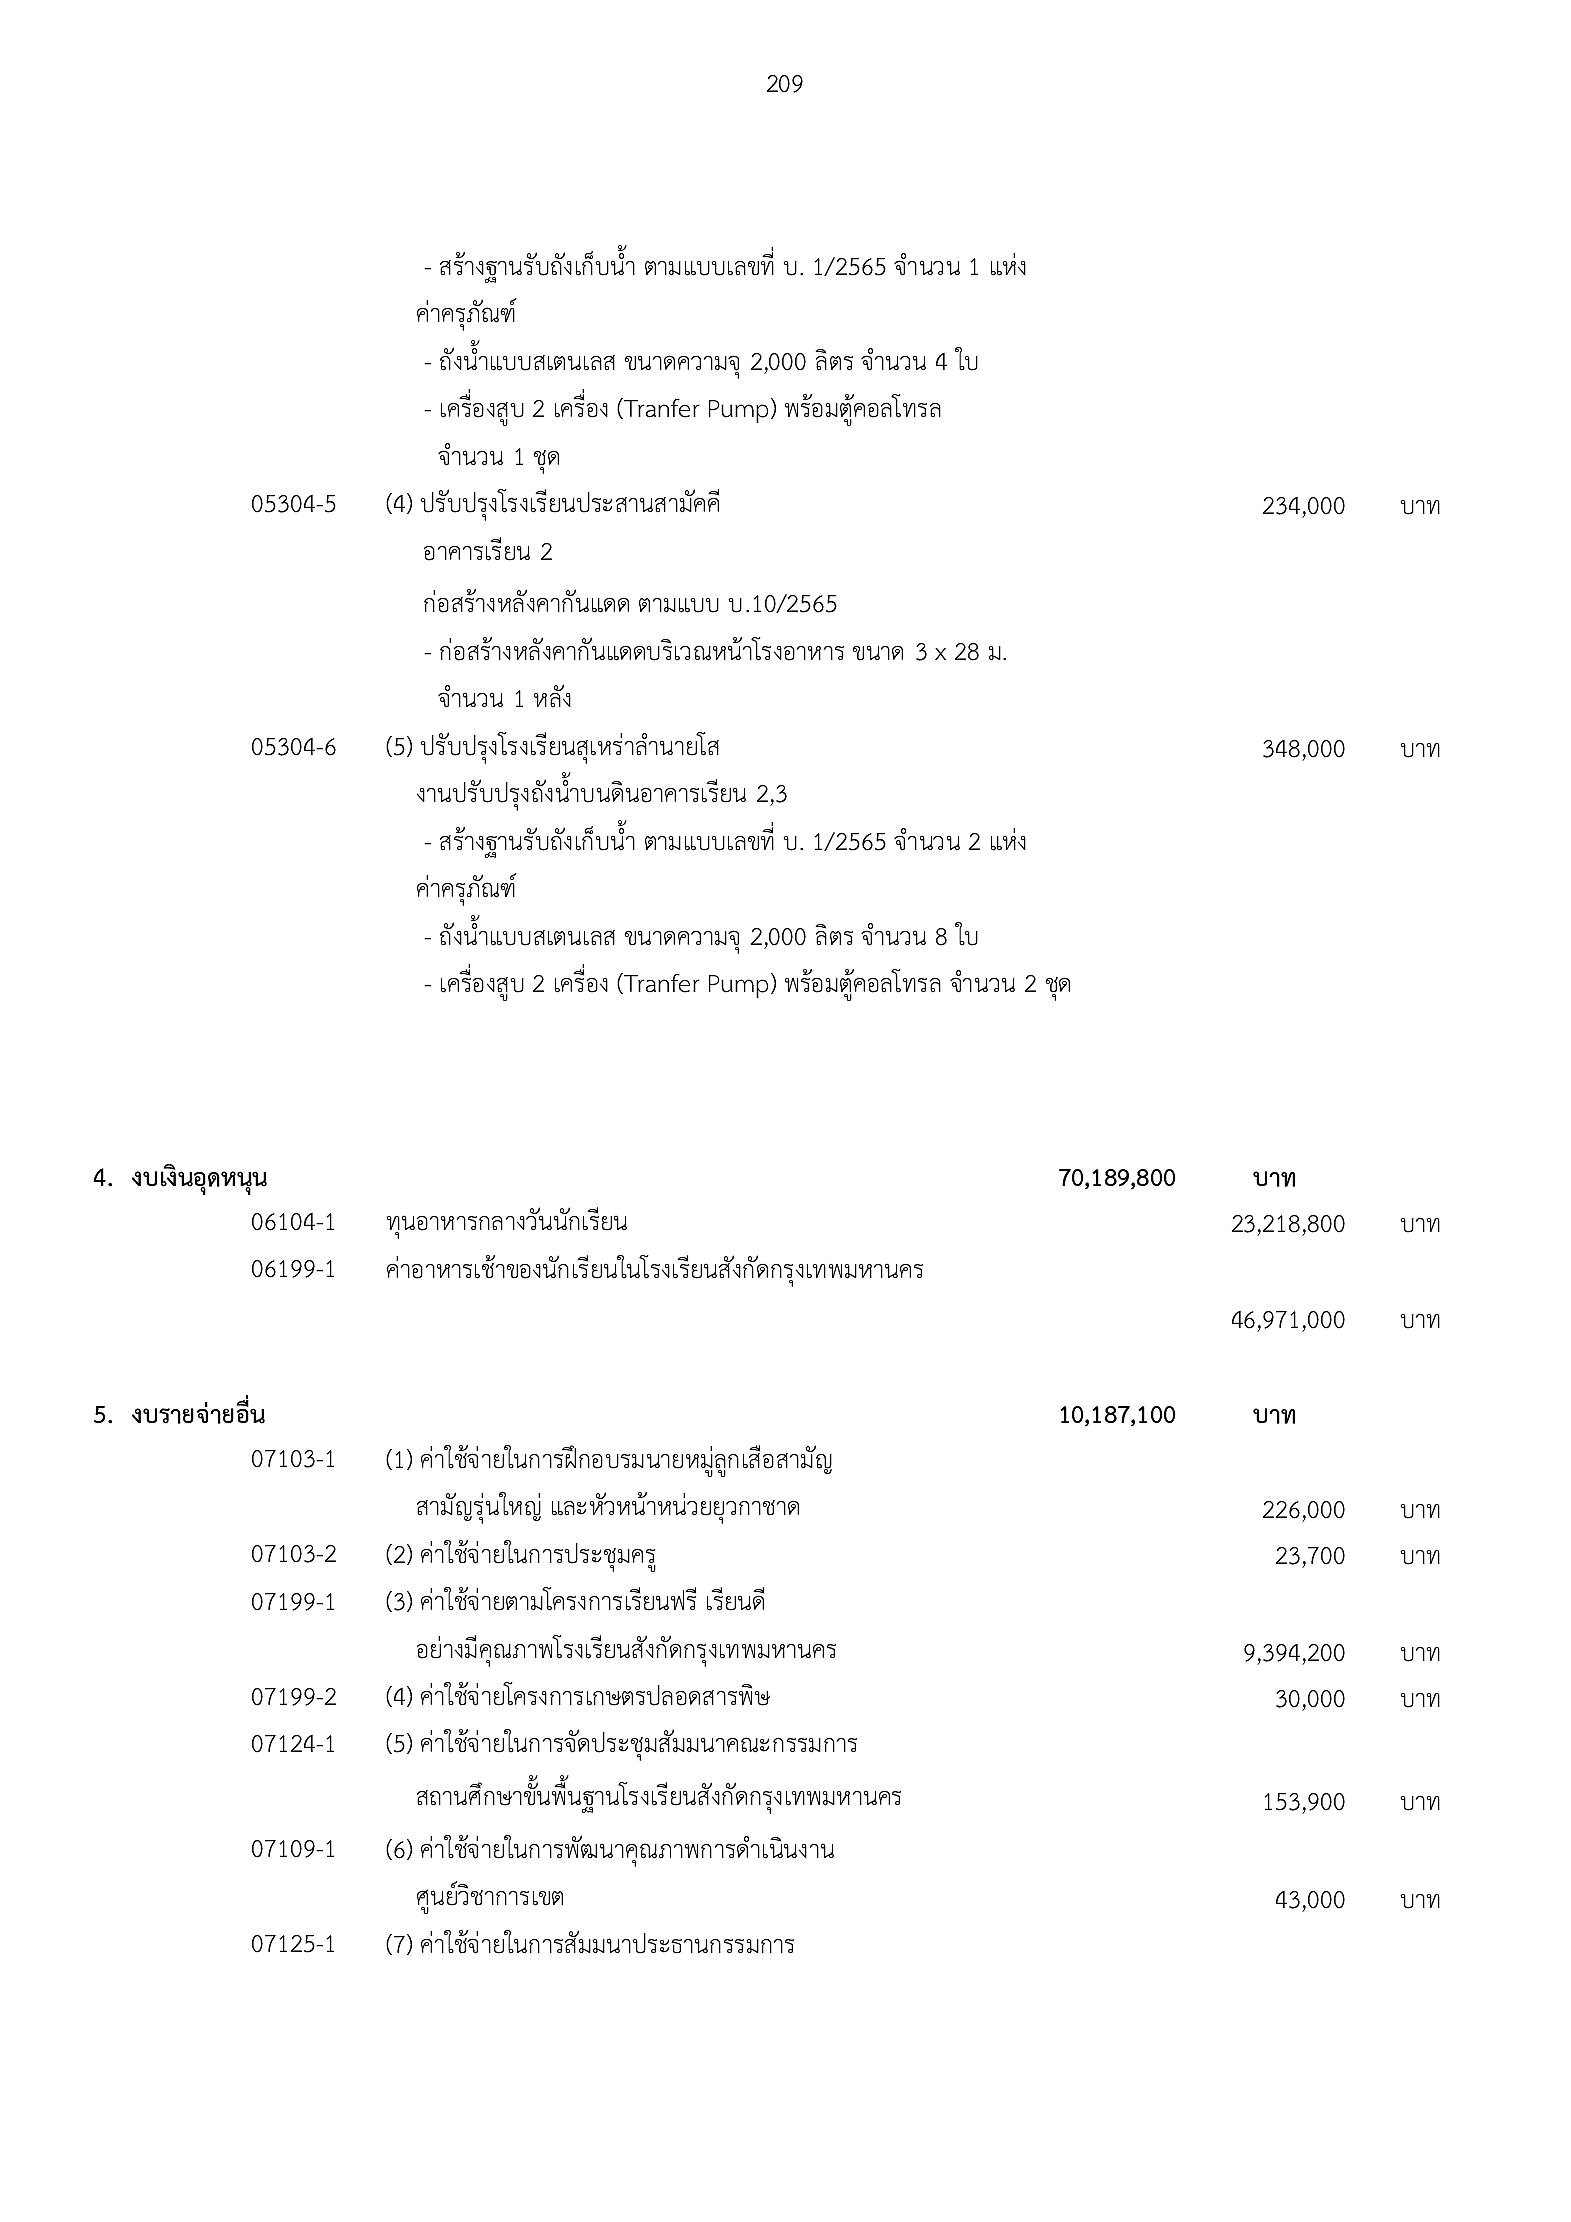 209
- สร้างฐานรับถังเก็บน้ำ ตามแบบเลขที่ บ. 1/2565 จำนวน 1 แห่ง
ค่าครุภัณฑ์
- ถังน้ำแบบสเตนเลส ขนาดความจุ 2,000 ลิตร จำนวน 4 ใบ
- เครื่องสูบ 2 เครื่อง (Tranfer Pump) พร้อมตู้คอลโทรล
จำนวน 1 ชุด
05304-5 (4) ปรับปรุงโรงเรียนประสานสามัคคี 234,000 บาท
อาคารเรียน 2
ก่อสร้างหลังคากันแดด ตามแบบ บ.10/2565
- ก่อสร้างหลังคากันแดดบริเวณหน้าโรงอาหาร ขนาด 3 x 28 ม.
จำนวน 1 หลัง
05304-6 (5) ปรับปรุงโรงเรียนสุเหร่าลำนายโส 348,000 บาท
งานปรับปรุงถังน้ำบนดินอาคารเรียน 2,3
- สร้างฐานรับถังเก็บน้ำ ตามแบบเลขที่ บ. 1/2565 จำนวน 2 แห่ง
ค่าครุภัณฑ์
- ถังน้ำแบบสเตนเลส ขนาดความจุ 2,000 ลิตร จำนวน 8 ใบ
- เครื่องสูบ 2 เครื่อง (Tranfer Pump) พร้อมตู้คอลโทรล จำนวน 2 ชุด
4. งบเงินอุดหนุน 70,189,800 บาท
06104-1 ทุนอาหารกลางวันนักเรียน 23,218,800 บาท
06199-1 ค่าอาหารเช้าของนักเรียนในโรงเรียนสังกัดกรุงเทพมหานคร
46,971,000 บาท
5. งบรายจ่ายอื่น 10,187,100 บาท
07103-1 (1) ค่าใช้จ่ายในการฝึกอบรมนายหมู่ลูกเสือสามัญ
สามัญรุ่นใหญ่ และหัวหน้าหน่วยยุวกาชาด 226,000 บาท
07103-2 (2) ค่าใช้จ่ายในการประชุมครู 23,700 บาท
07199-1 (3) ค่าใช้จ่ายตามโครงการเรียนฟรี เรียนดี
อย่างมีคุณภาพโรงเรียนสังกัดกรุงเทพมหานคร 9,394,200 บาท
07199-2 (4) ค่าใช้จ่ายโครงการเกษตรปลอดสารพิษ 30,000 บาท
07124-1 (5) ค่าใช้จ่ายในการจัดประชุมสัมมนาคณะกรรมการ
สถานศึกษาขั้นพื้นฐานโรงเรียนสังกัดกรุงเทพมหานคร 153,900 บาท
07109-1 (6) ค่าใช้จ่ายในการพัฒนาคุณภาพการดำเนินงาน
ศูนย์วิชาการเขต 43,000 บาท
07125-1 (7) ค่าใช้จ่ายในการสัมมนาประธานกรรมการ